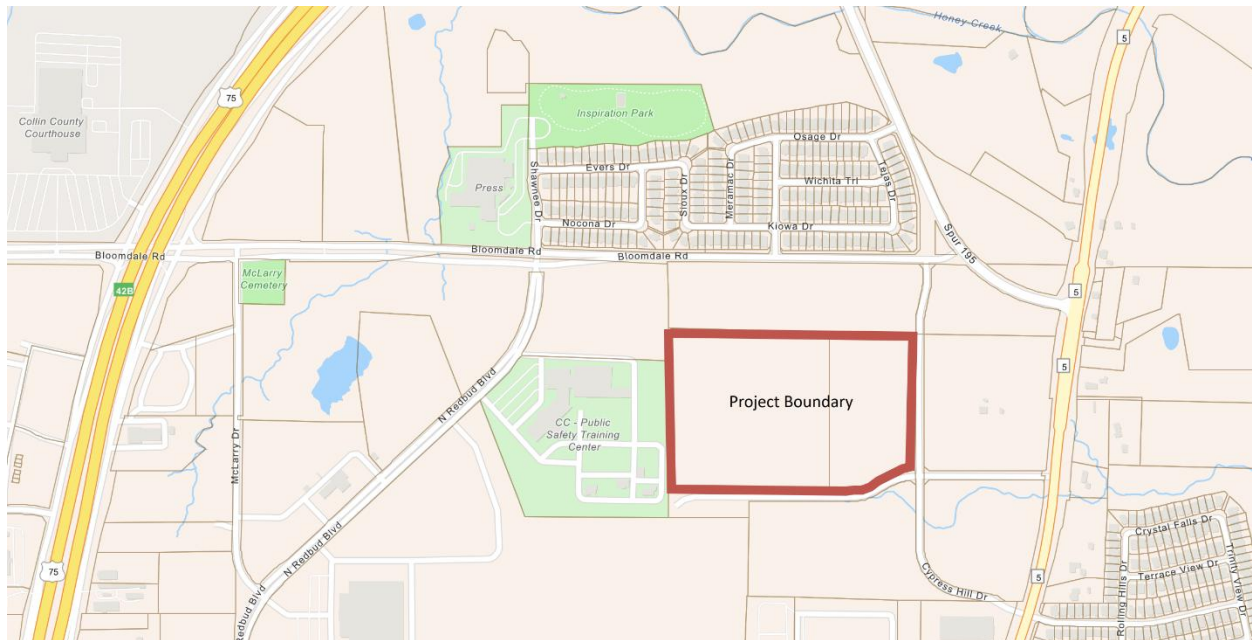 Honey Creek
5
75
Collin County
Courthouse
Inspiration Park
Osage Dr
Evers Dr
Shawnee Dr
Press
Sioux Dr
Meramac Dr
Wichita Trl
Tejas Dr
Nocona Dr
Kiowa Dr
Bloomdale Rd
Bloomdale Rd
Bloomdale Rd
Spur 195
McLarry
Cemetery
42B
5
5
N Redbud Blvd
Project Boundary
CC - Public
Safety Training
Center
McLarry Dr
N Redbud Blvd
Crystal Falls Dr
Terrace View Dr
Trinity View Dr
Rolling Hills Dr
Cypress Hill Dr
75
5
Redbud Blvd